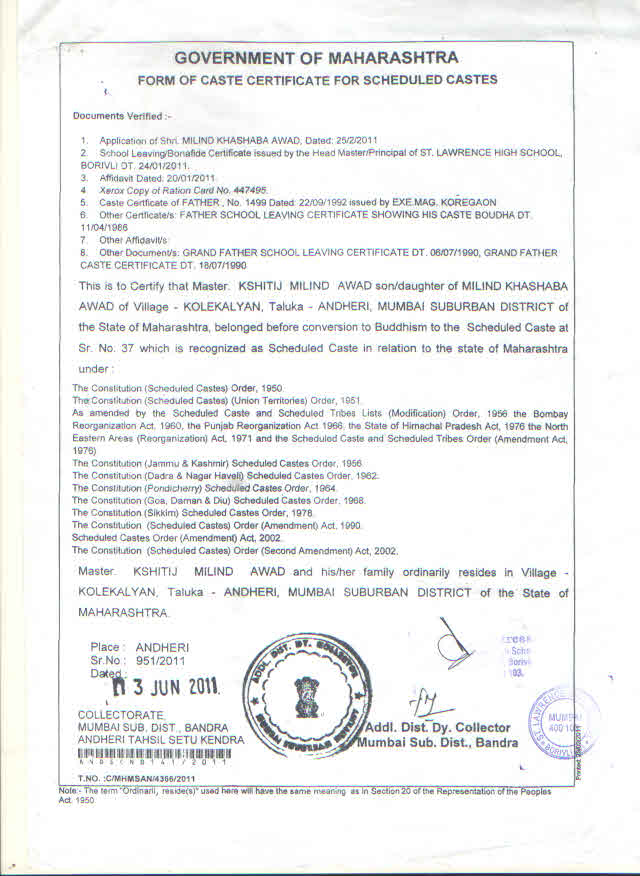 GOVERNMENT OF MAHARASHTRA
FORM OF CASTE CERTIFICATE FOR SCHEDULED CASTES
Documents Verified :-
1. Application of Shri. MILIND KHASHABA AWAD, Dated: 25/2/2011
2. School Leaving/Bonafide Certificate issued by the Head Master/Principal of ST. LAWRENCE HIGH SCHOOL,
BORIVLI DT. 24/01/2011.
3. Affidavit Dated: 20/01/2011.
4 Xerox Copy of Ration Card No. 447495.
5. Caste Certificate of FATHER , No. 1499 Dated: 22/09/1992 issued by EXE.MAG. KOREGAON
6. Other Certificate/s: FATHER SCHOOL LEAVING CERTIFICATE SHOWING HIS CASTE BOUDHA DT.
11/04/1986
7. Other Affidavit/s:
8. Other Document/s: GRAND FATHER SCHOOL LEAVING CERTIFICATE DT. 06/07/1990, GRAND FATHER
CASTE CERTIFICATE DT. 18/07/1990
This is to Certify that Master. KSHITIJ MILIND AWAD son/daughter of MILIND KHASHABA
AWAD of Village - KOLEKALYAN, Taluka - ANDHERI, MUMBAI SUBURBAN DISTRICT of
the State of Maharashtra, belonged before conversion to Buddhism to the Scheduled Caste at
Sr. No. 37 which is recognized as Scheduled Caste in relation to the state of Maharashtra
under :
The Constitution (Scheduled Castes) Order, 1950.
The Constitution (Scheduled Castes) (Union Territories) Order, 1951.
As amended by the Scheduled Caste and Scheduled Tribes Lists (Modification) Order, 1956 the Bombay
Reorganization Act, 1960, the Punjab Reorganization Act 1966, the State of Himachal Pradesh Act, 1976 the North
Eastern Areas (Reorganization) Act, 1971 and the Scheduled Caste and Scheduled Tribes Order (Amendment Act,
1976)
The Constitution (Jammu & Kashmir) Scheduled Castes Order, 1956.
The Constitution (Dadra & Nagar Haveli) Scheduled Castes Order, 1962.
The Constitution (Pondicherry) Scheduled Castes Order, 1964.
The Constitution (Goa, Daman & Diu) Scheduled Castes Order, 1968.
The Constitution (Sikkim) Scheduled Castes Order, 1978.
The Constitution (Scheduled Castes) Order (Amendment) Act, 1990.
Scheduled Castes Order (Amendment) Act, 2002.
The Constitution (Scheduled Castes) Order (Second Amendment) Act, 2002.
Master. KSHITIJ MILIND AWAD and his/her family ordinarily resides in Village -
KOLEKALYAN, Taluka - ANDHERI, MUMBAI SUBURBAN DISTRICT of the State of
MAHARASHTRA.
Place : ANDHERI
Sr.No : 951/2011
Dated:
3 JUN 2011
ADDL. DIST. DY. COLLECTOR
MUMBAI SUBURBAN DISTRICT
COLLECTORATE,
MUMBAI SUB. DIST., BANDRA
ANDHERI TAHSIL SETU KENDRA
Addl. Dist. Dy. Collector
Mumbai Sub. Dist., Bandra
ST. LAWRENCE
MUMBAI
BORIVLI
T.NO. :C/MHMSAN/4366/2011
Note:- The term "Ordinaril, reside(s)" used here will have the same meaning as in Section 20 of the Representation of the Peoples
Act. 1950